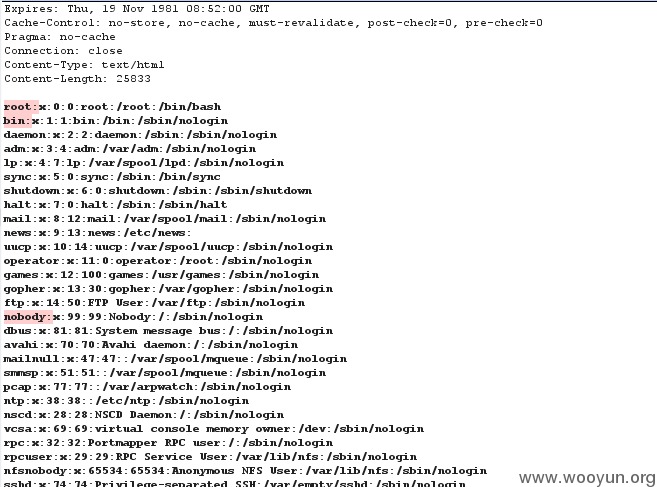 Expires: Thu, 19 Nov 1981 08:52:00 GMT
Cache-Control: no-store, no-cache, must-revalidate, post-check=0, pre-check=0
Pragma: no-cache
Connection: close
Content-Type: text/html
Content-Length: 25833
root:x:0:0:root:/root:/bin/bash
bin:x:1:1:bin:/bin:/sbin/nologin
daemon:x:2:2:daemon:/sbin:/sbin/nologin
adm:x:3:4:adm:/var/adm:/sbin/nologin
lp:x:4:7:lp:/var/spool/lpd:/sbin/nologin
sync:x:5:0:sync:/sbin:/bin/sync
shutdown:x:6:0:shutdown:/sbin:/sbin/shutdown
halt:x:7:0:halt:/sbin:/sbin/halt
mail:x:8:12:mail:/var/spool/mail:/sbin/nologin
news:x:9:13:news:/etc/news:
uucp:x:10:14:uucp:/var/spool/uucp:/sbin/nologin
operator:x:11:0:operator:/root:/sbin/nologin
games:x:12:100:games:/usr/games:/sbin/nologin
gopher:x:13:30:gopher:/var/gopher:/sbin/nologin
ftp:x:14:50:FTP User:/var/ftp:/sbin/nologin
nobody:x:99:99:Nobody:/:/sbin/nologin
dbus:x:81:81:System message bus:/:/sbin/nologin
avahi:x:70:70:Avahi daemon:/:/sbin/nologin
mailnull:x:47:47::/var/spool/mqueue:/sbin/nologin
smmsp:x:51:51::/var/spool/mqueue:/sbin/nologin
pcap:x:77:77::/var/arpwatch:/sbin/nologin
ntp:x:38:38::/etc/ntp:/sbin/nologin
nscd:x:28:28:NSCD Daemon:/:/sbin/nologin
vcsa:x:69:69:virtual console memory owner:/dev:/sbin/nologin
rpc:x:32:32:Portmapper RPC user:/:/sbin/nologin
rpcuser:x:29:29:RPC Service User:/var/lib/nfs:/sbin/nologin
nfsnobody:x:65534:65534:Anonymous NFS User:/var/lib/nfs:/sbin/nologin
sshd:x:74:74:Privilege-separated SSH:/var/empty/sshd:/sbin/nologin
www.wooyun.org